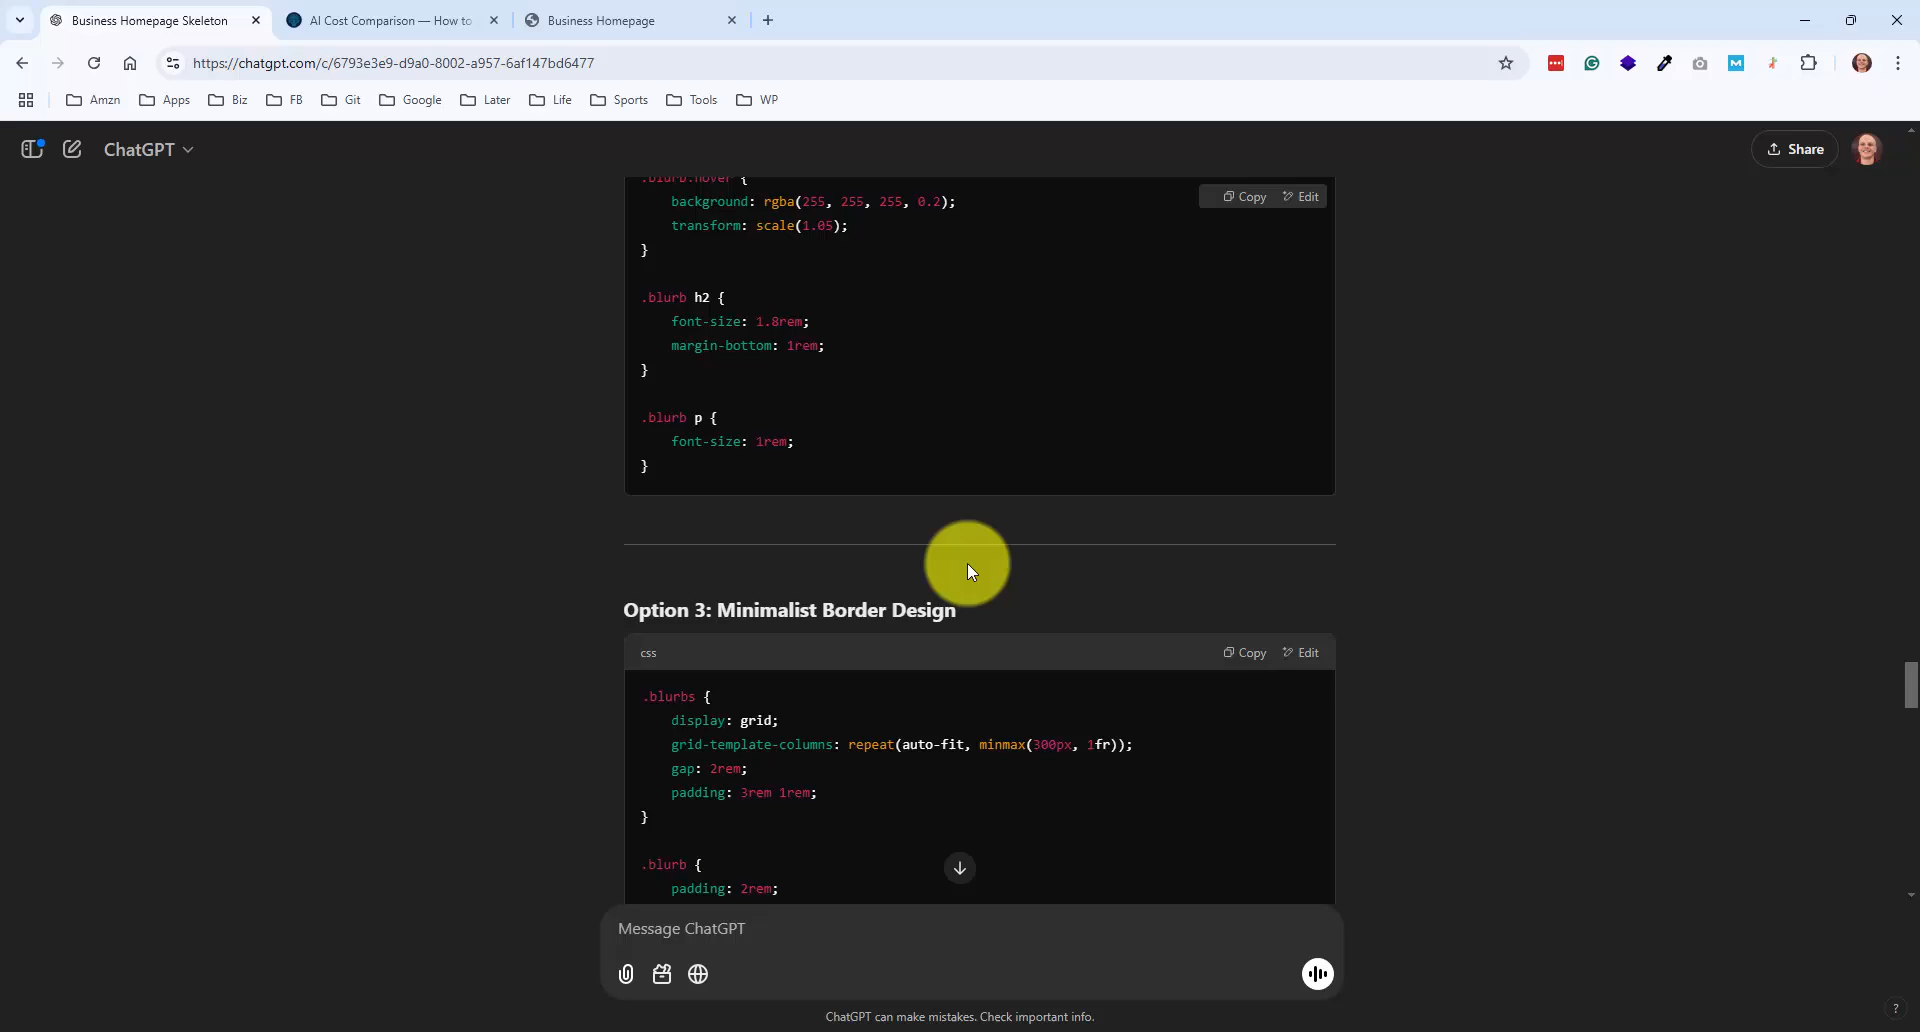 Business Homepage Skeleton
AI Cost Comparison — How to
Business Homepage
https://chatgpt.com/c/6793e3e9-d9a0-8002-a957-6af147bd6477
Amzn
Apps
Biz
FB
Git
Google
Later
Life
Sports
Tools
WP
ChatGPT
Share
.blurb:hover {
Copy
Edit
background: rgba(255, 255, 255, 0.2);
transform: scale(1.05);
}
.blurb h2 {
font-size: 1.8rem;
margin-bottom: 1rem;
}
.blurb p {
font-size: 1rem;
}
Option 3: Minimalist Border Design
css
Copy
Edit
.blurbs {
display: grid;
grid-template-columns: repeat(auto-fit, minmax(300px, 1fr));
gap: 2rem;
padding: 3rem 1rem;
}
.blurb {
padding: 2rem;
Message ChatGPT
ChatGPT can make mistakes. Check important info.
?